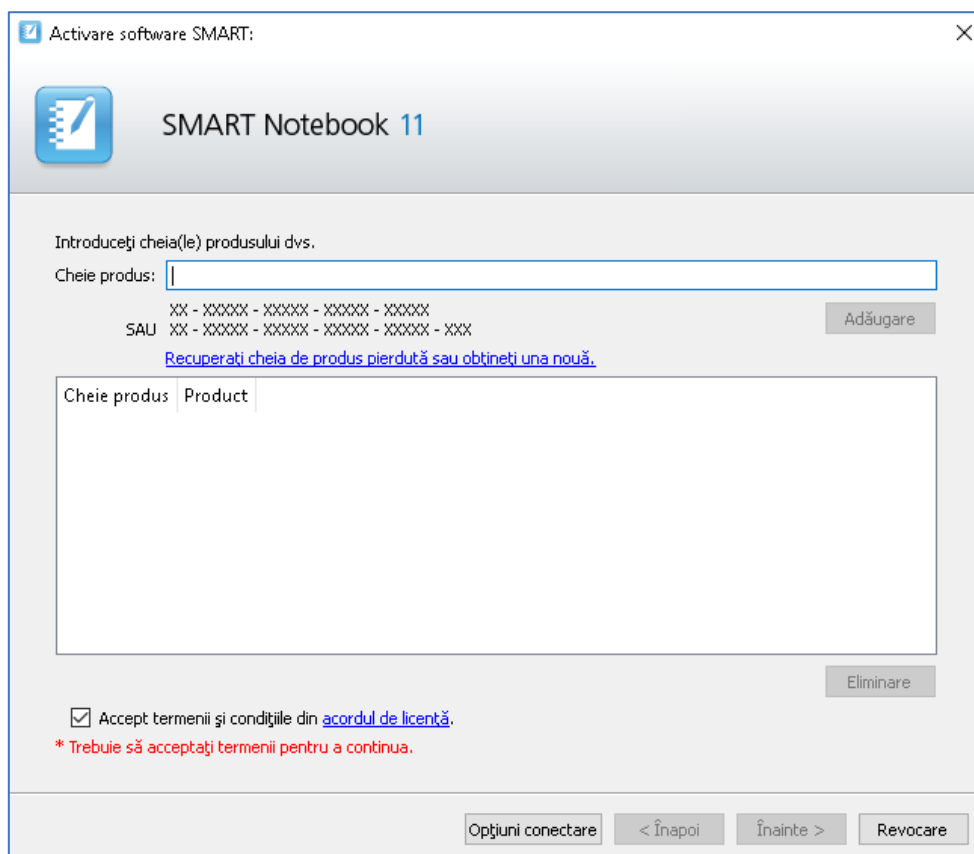 Activare software SMART:
SMART Notebook 11
Introduceţi cheia(le) produsului dvs.
Cheie produs:
XX - XXXXX - XXXXX - XXXXX - XXXXX
SAU XX - XXXXX - XXXXX - XXXXX - XXXXX - XXX
Adăugare
Recuperaţi cheia de produs pierdută sau obţineţi una nouă.
Cheie produs Product
Eliminare
Accept termenii şi condiţiile din acordul de licenţă.
* Trebuie să acceptaţi termenii pentru a continua.
Opţiuni conectare < Înapoi Înainte > Revocare